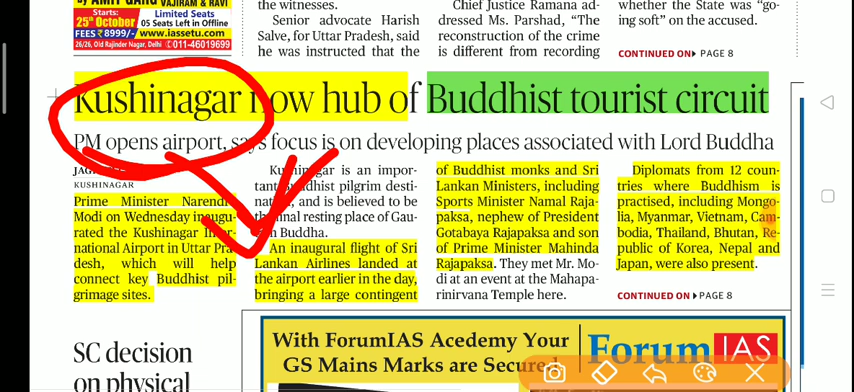 by AMIT GARG VAJIRAM & RAVI
Starts:
25th October
Limited Seats
05 Seats Left in Offline
FEES ₹ 8999/- www.iassetu.com
26/26, Old Rajinder Nagar, Delhi 011-46019699
the witnesses.
Senior advocate Harish
Salve, for Uttar Pradesh, said
he was instructed that the
Chief Justice Ramana ad-
dressed Ms. Parshad, “The
reconstruction of the crime
is different from recording
whether the State was “go-
ing soft” on the accused.
CONTINUED ON ▸ PAGE 8
Kushinagar now hub of Buddhist tourist circuit
PM opens airport, says focus is on developing places associated with Lord Buddha
KUSHINAGAR
Prime Minister Narendra
Modi on Wednesday inaugu-
rated the Kushinagar Inter-
national Airport in Uttar Pra-
desh, which will help
connect key Buddhist pil-
grimage sites.
Kushinagar is an impor-
tant Buddhist pilgrim desti-
nation, and is believed to be
the final resting place of Gau-
tam Buddha.
An inaugural flight of Sri
Lankan Airlines landed at
the airport earlier in the day,
bringing a large contingent
of Buddhist monks and Sri
Lankan Ministers, including
Sports Minister Namal Raja-
paksa, nephew of President
Gotabaya Rajapaksa and son
of Prime Minister Mahinda
Rajapaksa. They met Mr. Mo-
di at an event at the Mahapa-
rinirvana Temple here.
Diplomats from 12 coun-
tries where Buddhism is
practised, including Mongo-
lia, Myanmar, Vietnam, Cam-
bodia, Thailand, Bhutan, Re-
public of Korea, Nepal and
Japan, were also present.
CONTINUED ON ▸ PAGE 8
SC decision
on physical
With ForumIAS Acedemy Your
GS Mains Marks are Secured
Forum IAS